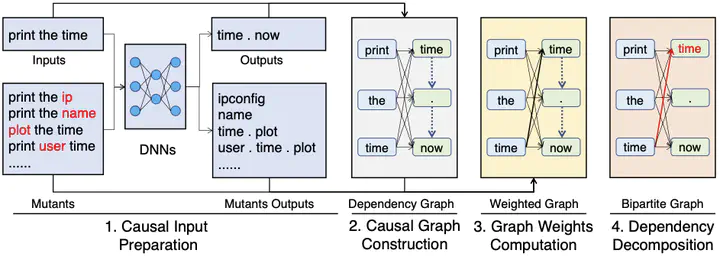 print the time
Inputs
print the ip
print the name
plot the time
print user time
......
Mutants
DNNs
time . now
Outputs
ipconfig
name
time . plot
user . time . plot
......
Mutants Outputs
1. Causal Input
Preparation
print
time
the
.
time
now
Dependency Graph
2. Causal Graph
Construction
print
time
the
.
time
now
Weighted Graph
3. Graph Weights
Computation
print
time
the
.
time
now
Bipartite Graph
4. Dependency
Decomposition